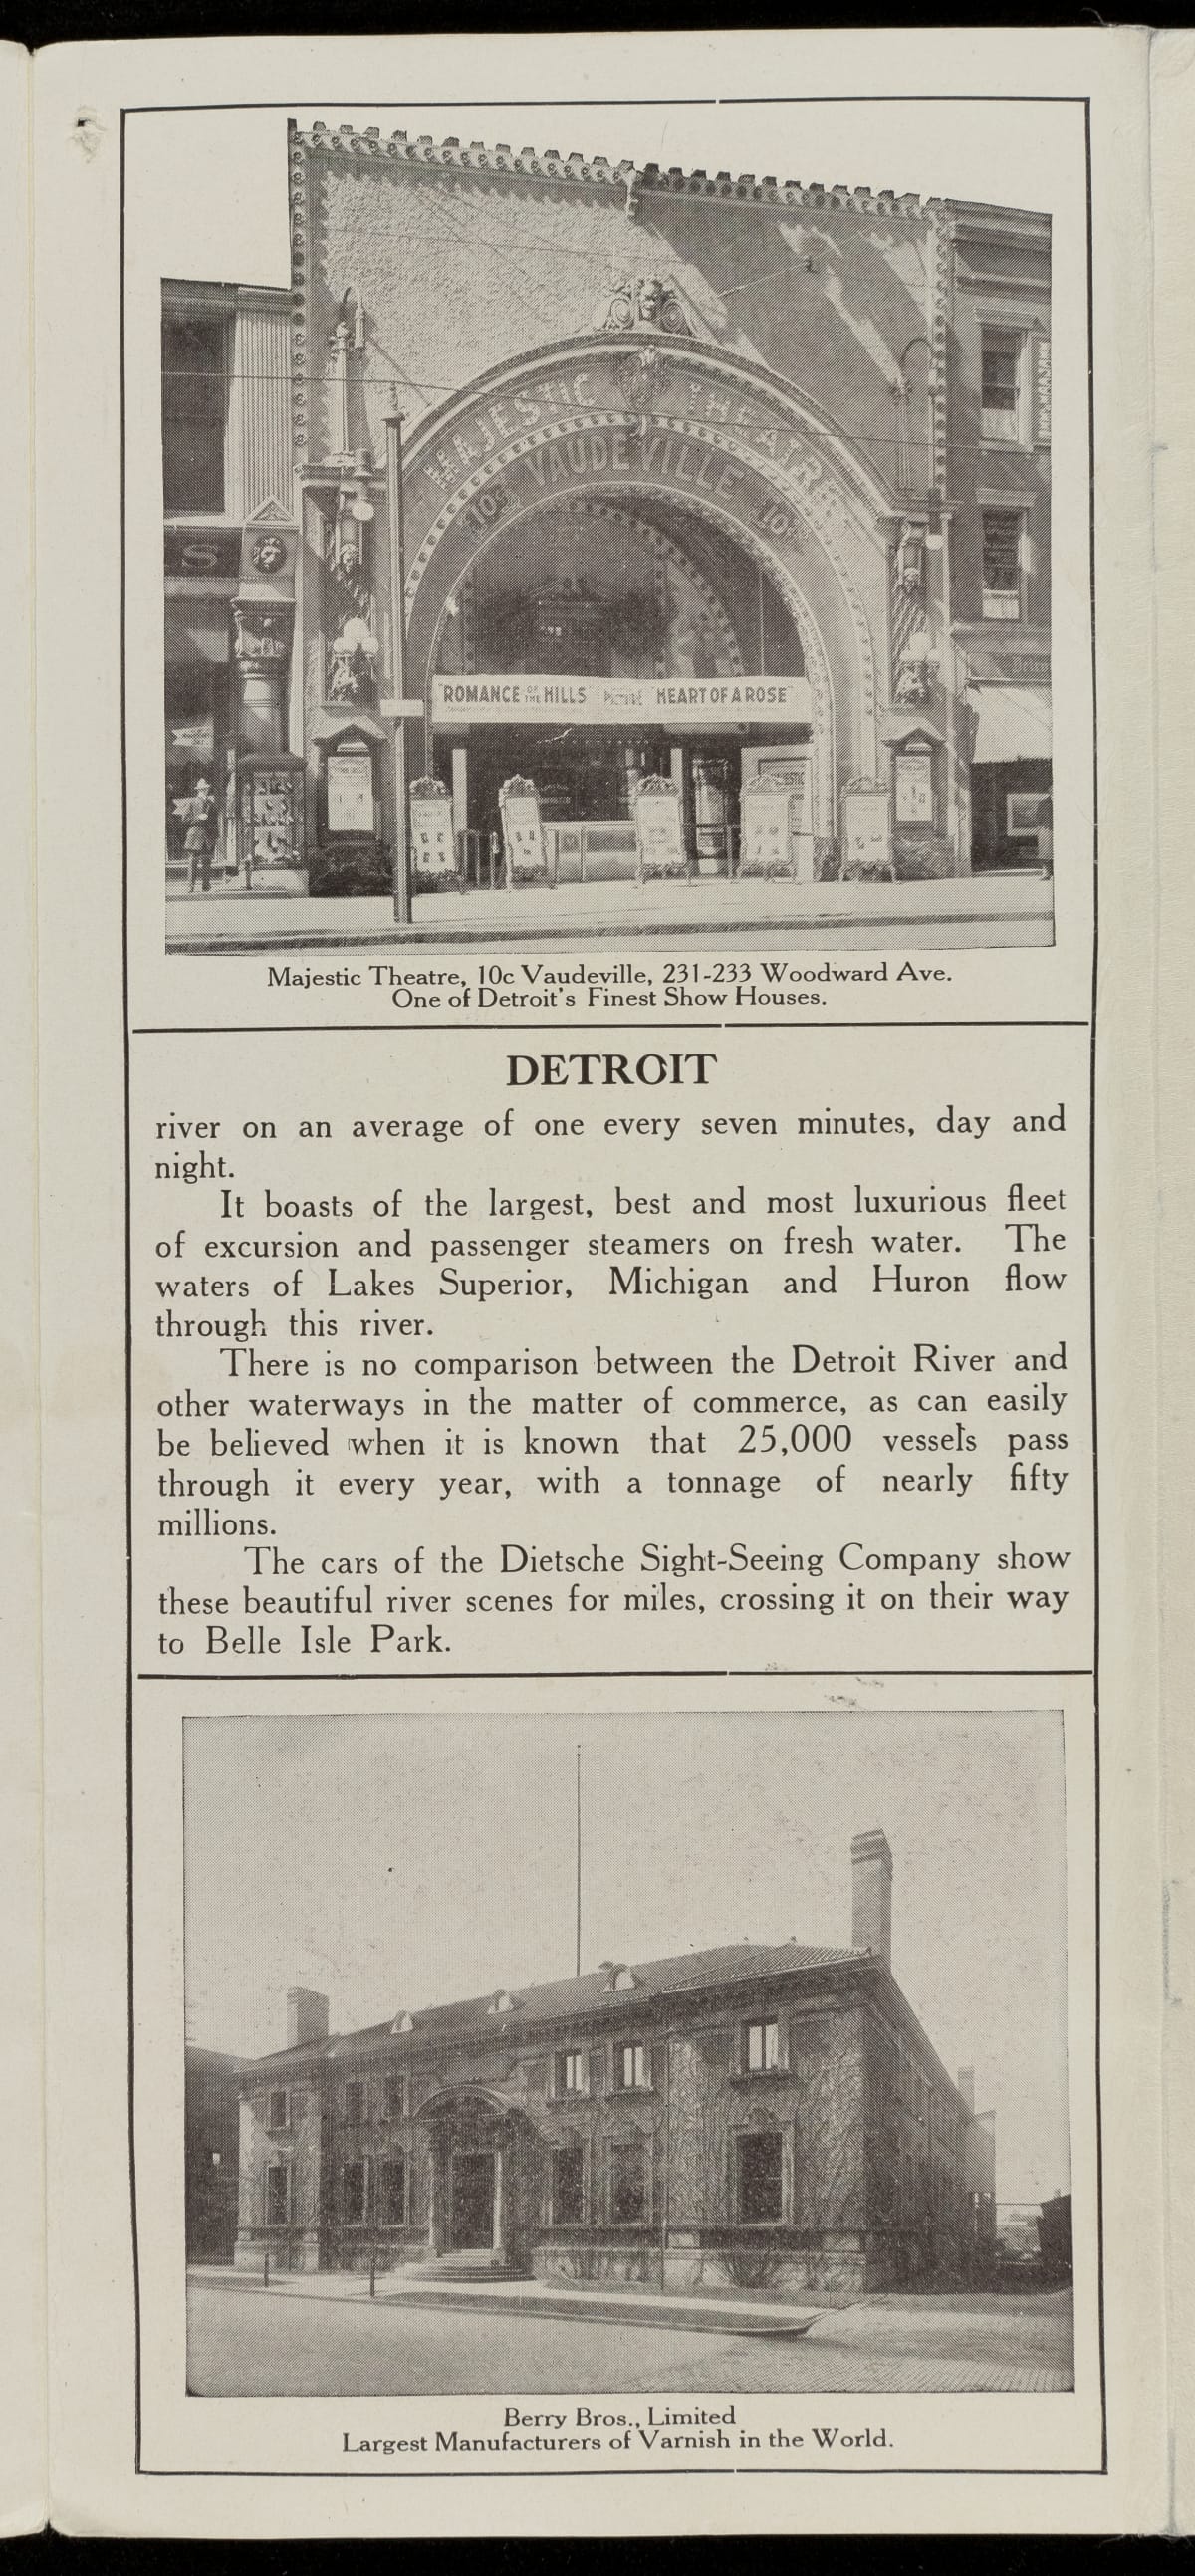 MAJESTIC THEATRE
10c VAUDEVILLE 10c
S
"ROMANCE OF THE HILLS" "HEART OF A ROSE"
Majestic Theatre, 10c Vaudeville, 231-233 Woodward Ave.
One of Detroit's Finest Show Houses.
DETROIT
river on an average of one every seven minutes, day and
night.
It boasts of the largest, best and most luxurious fleet
of excursion and passenger steamers on fresh water. The
waters of Lakes Superior, Michigan and Huron flow
through this river.
There is no comparison between the Detroit River and
other waterways in the matter of commerce, as can easily
be believed when it is known that 25,000 vessels pass
through it every year, with a tonnage of nearly fifty
millions.
The cars of the Dietsche Sight-Seeing Company show
these beautiful river scenes for miles, crossing it on their way
to Belle Isle Park.
Berry Bros., Limited
Largest Manufacturers of Varnish in the World.